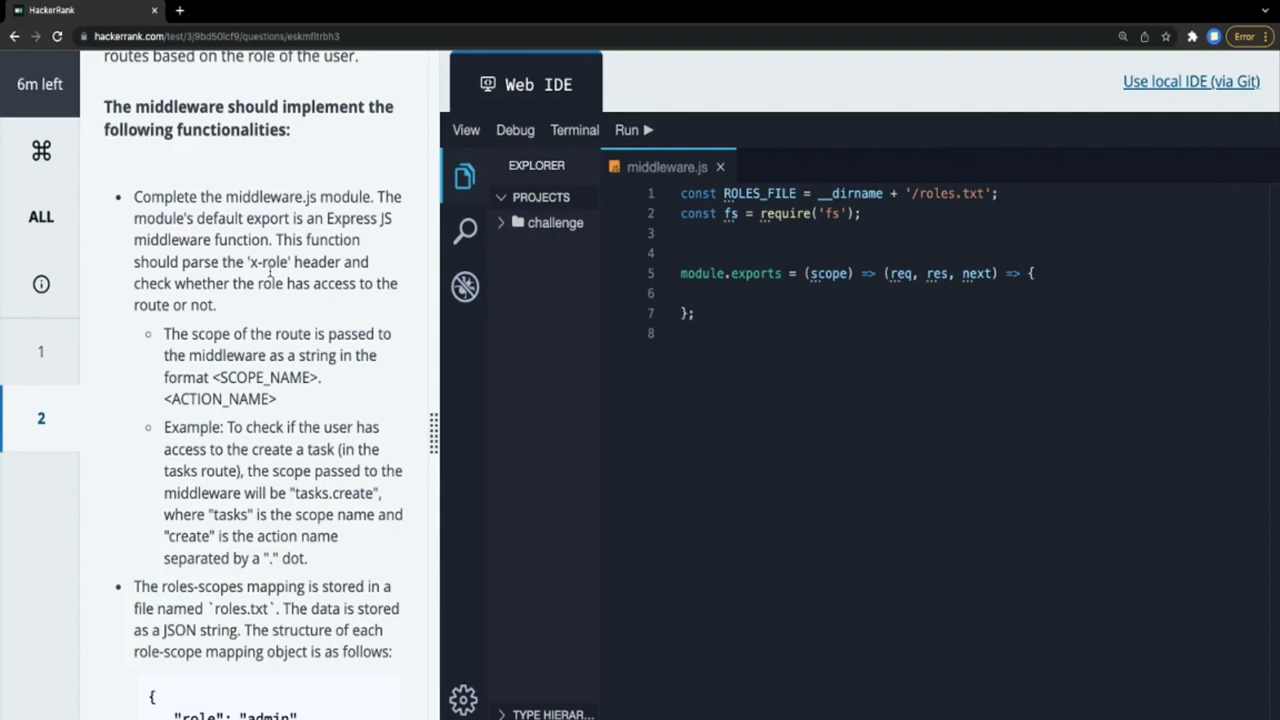 HackerRank
hackerrank.com/test/3j9bd50lcf9/questions/eskmfitrbh3
Error
6m left
ALL
1
2
routes based on the role of the user.
The middleware should implement the
following functionalities:
• Complete the middleware.js module. The
module's default export is an Express JS
middleware function. This function
should parse the 'x-role' header and
check whether the role has access to the
route or not.
The scope of the route is passed to
the middleware as a string in the
format <SCOPE_NAME>.
<ACTION_NAME>
Example: To check if the user has
access to the create a task (in the
tasks route), the scope passed to the
middleware will be "tasks.create",
where "tasks" is the scope name and
"create" is the action name
separated by a "." dot.
• The roles-scopes mapping is stored in a
file named `roles.txt`. The data is stored
as a JSON string. The structure of each
role-scope mapping object is as follows:
{
"role": "admin"
Web IDE
Use local IDE (via Git)
View Debug Terminal Run
EXPLORER
PROJECTS
challenge
TYPE HIERAR...
middleware.js
1 const ROLES_FILE = __dirname + '/roles.txt';
2 const fs = require('fs');
3
4
5 module.exports = (scope) => (req, res, next) => {
6
7 };
8